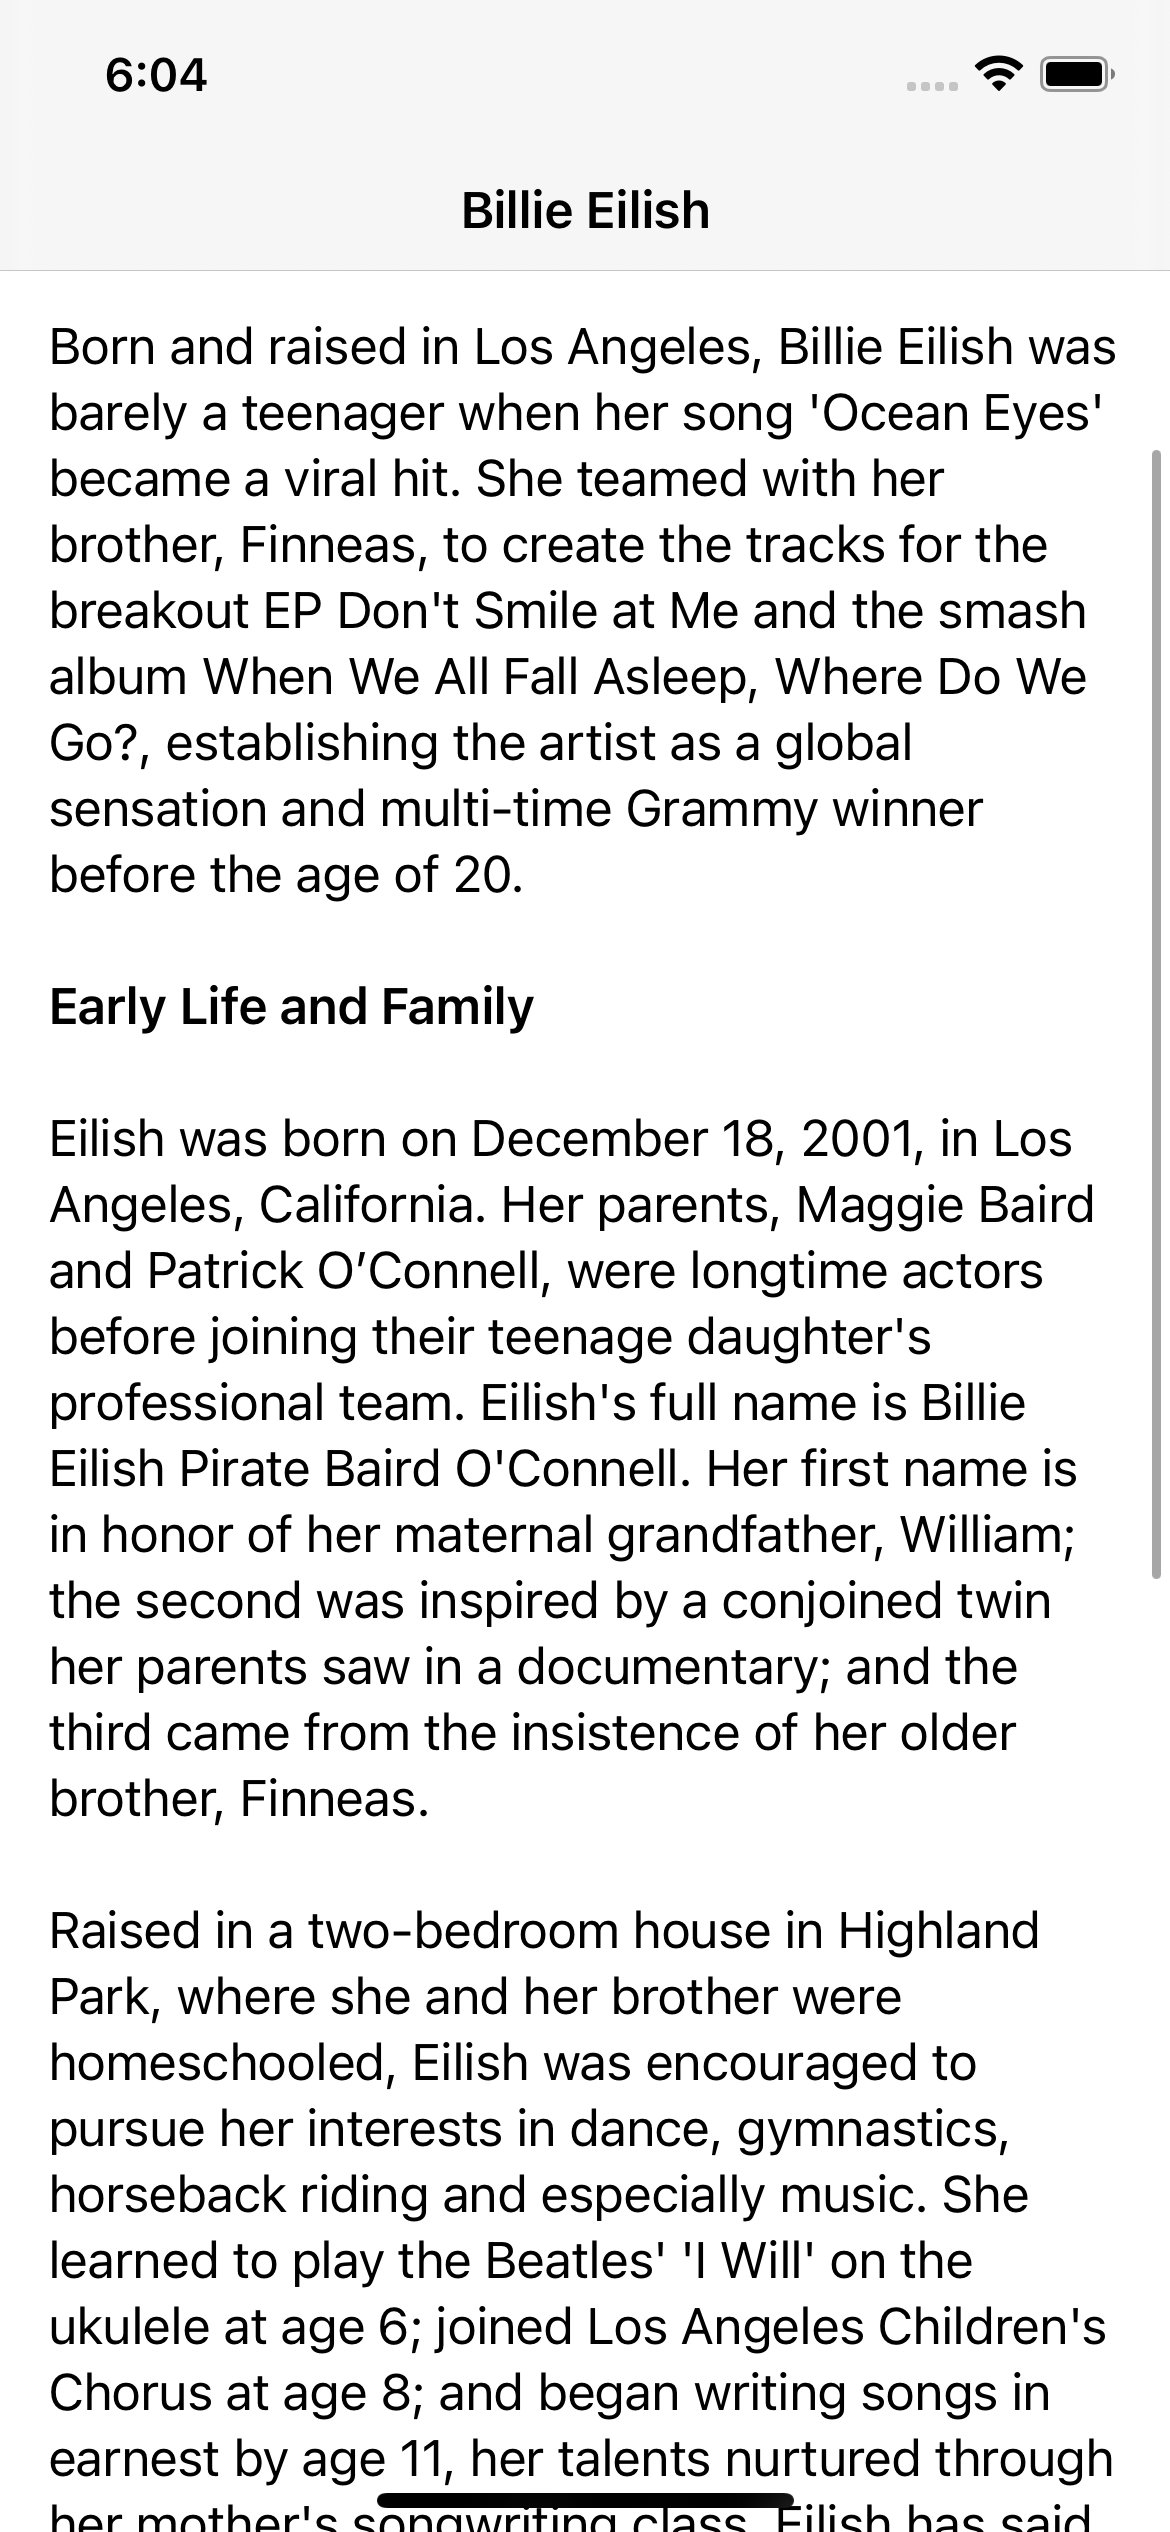 6:04
Billie Eilish
Born and raised in Los Angeles, Billie Eilish was
barely a teenager when her song 'Ocean Eyes'
became a viral hit. She teamed with her
brother, Finneas, to create the tracks for the
breakout EP Don't Smile at Me and the smash
album When We All Fall Asleep, Where Do We
Go?, establishing the artist as a global
sensation and multi-time Grammy winner
before the age of 20.
Early Life and Family
Eilish was born on December 18, 2001, in Los
Angeles, California. Her parents, Maggie Baird
and Patrick O’Connell, were longtime actors
before joining their teenage daughter's
professional team. Eilish's full name is Billie
Eilish Pirate Baird O'Connell. Her first name is
in honor of her maternal grandfather, William;
the second was inspired by a conjoined twin
her parents saw in a documentary; and the
third came from the insistence of her older
brother, Finneas.
Raised in a two-bedroom house in Highland
Park, where she and her brother were
homeschooled, Eilish was encouraged to
pursue her interests in dance, gymnastics,
horseback riding and especially music. She
learned to play the Beatles' 'I Will' on the
ukulele at age 6; joined Los Angeles Children's
Chorus at age 8; and began writing songs in
earnest by age 11, her talents nurtured through
her mother's songwriting class. Eilish has said